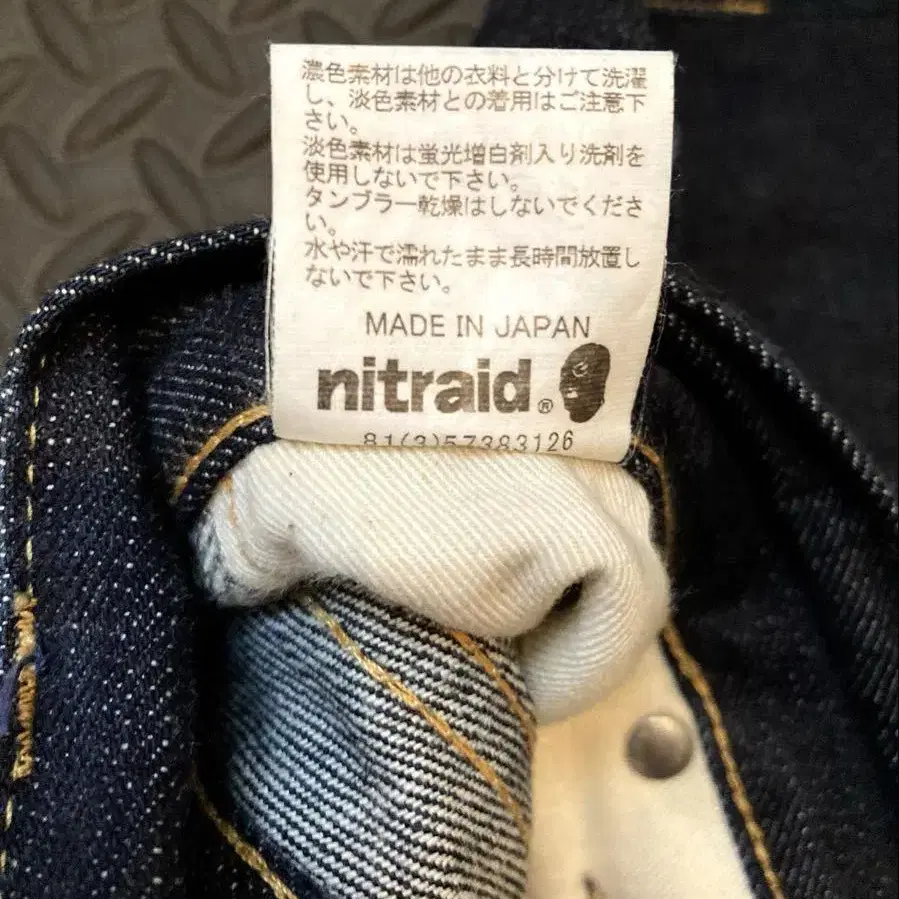 濃色素材は他の衣料と分けて洗濯
し、淡色素材との着用はご注意下
さい。
淡色素材は蛍光増白剤入り洗剤を
使用しないで下さい。
タンブラー乾燥はしないでくださ
い。
水や汗で濡れたまま長時間放置し
ないで下さい。
MADE IN JAPAN
nitraid®
81(3)57383126